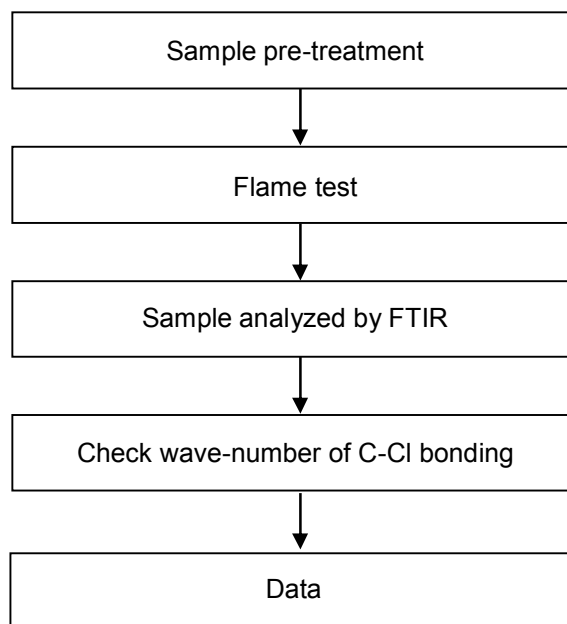 Sample pre-treatment
Flame test
Sample analyzed by FTIR
Check wave-number of C-Cl bonding
Data